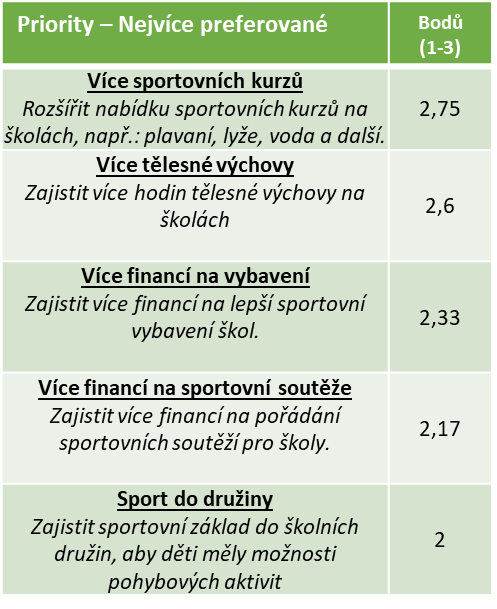 Priority – Nejvíce preferované
Bodů
(1-3)
Více sportovních kurzů
Rozšířit nabídku sportovních kurzů na
školách, např.: plavaní, lyže, voda a další.
2,75
Více tělesné výchovy
Zajistit více hodin tělesné výchovy na
školách
2,6
Více financí na vybavení
Zajistit více financí na lepší sportovní
vybavení škol.
2,33
Více financí na sportovní soutěže
Zajistit více financí na pořádání
sportovních soutěží pro školy.
2,17
Sport do družiny
Zajistit sportovní základ do školních
družin, aby děti měly možnosti
pohybových aktivit
2